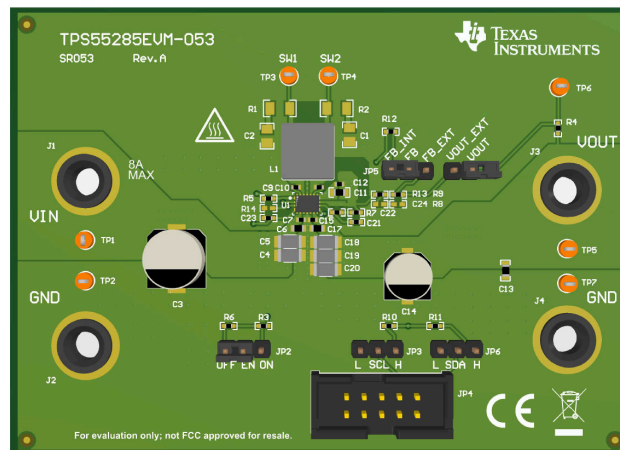 TPS55285EVM-053
SR053 Rev.A
TEXAS
INSTRUMENTS
SW1 SW2
TP3 TP4
TP6
R1 R2
R4
R12
C2 C1
FB_INT
FB
FB_EXT
VOUT_EXT
VOUT
VOUT
J1
J3
8A
MAX
L1
JP5
C9 C10
C12
C11
R5
R14
C23
U1
R13 R9
C24 R8
C22
R7
C21
C7 C15
C6 C17
VIN
TP1
TP5
C5 C18
C4 C19
C20
TP2
TP7
GND
GND
C3
C14
C13
J4
J2
R6 R3
R10 R11
JP2
JP3
JP6
OFF EN ON
L SCL H
L SDA H
JP4
CE
For evaluation only; not FCC approved for resale.